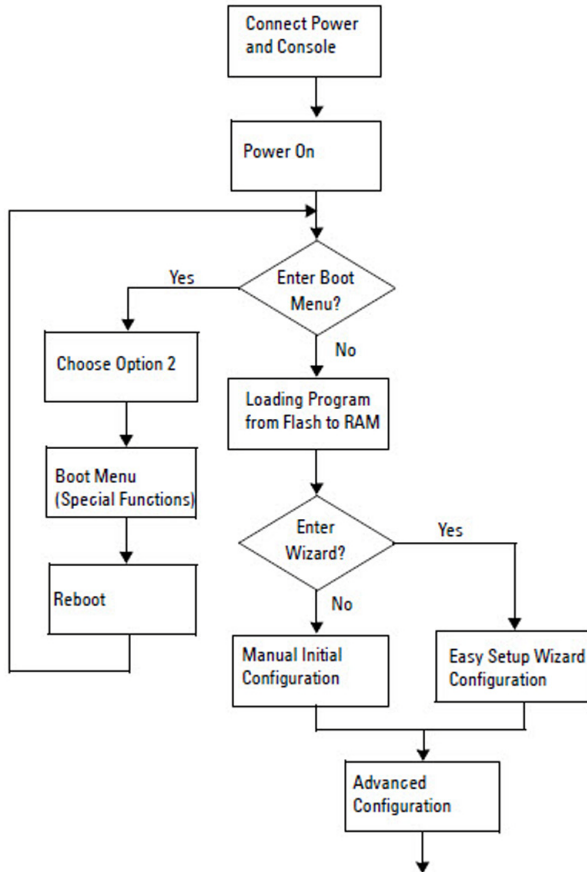 Connect Power
and Console
Power On
Enter Boot
Menu?
Yes
No
Choose Option 2
Loading Program
from Flash to RAM
Boot Menu
(Special Functions)
Enter
Wizard?
Yes
No
Reboot
Manual Initial
Configuration
Easy Setup Wizard
Configuration
Advanced
Configuration